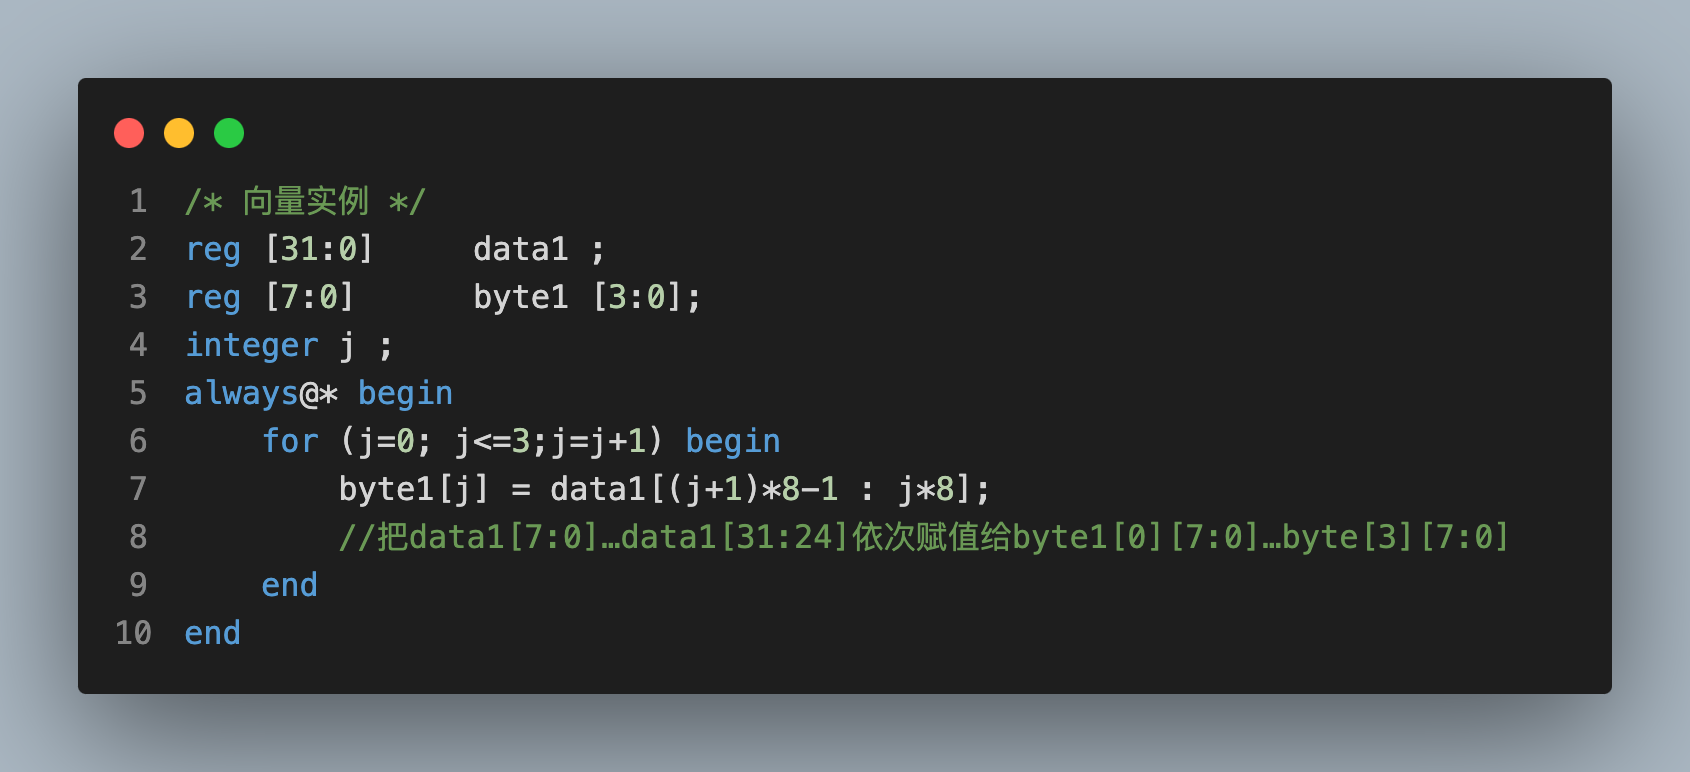 1 /* 向量实例 */
2 reg [31:0]     data1 ;
3 reg [7:0]      byte1 [3:0];
4 integer j ;
5 always@* begin
6     for (j=0; j<=3;j=j+1) begin
7         byte1[j] = data1[(j+1)*8-1 : j*8];
8         //把data1[7:0]…data1[31:24]依次赋值给byte1[0][7:0]…byte[3][7:0]
9     end
10 end